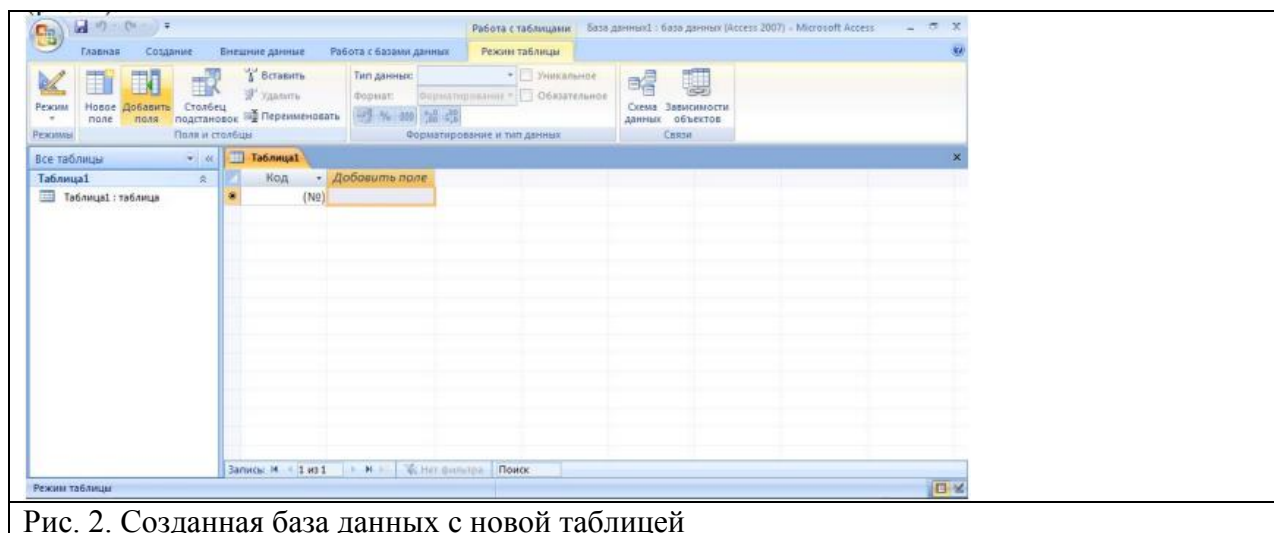 Работа с таблицами База данных1 : база данных (Access 2007) - Microsoft Access
Главная Создание Внешние данные Работа с базами данных Режим таблицы
Режим
Новое поле
Добавить поля
Столбец подстановок
Вставить
Удалить
Переименовать
Тип данных:
Формат: Форматирование
Уникальное
Обязательное
% 000
Схема данных
Зависимости объектов
Режимы Поля и столбцы Форматирование и тип данных Связи
Все таблицы
Таблица1
Таблица1 : таблица
Таблица1
Код Добавить поле
(№)
Записи: 1 из 1 Нет фильтра Поиск
Режим таблицы
Рис. 2. Созданная база данных с новой таблицей